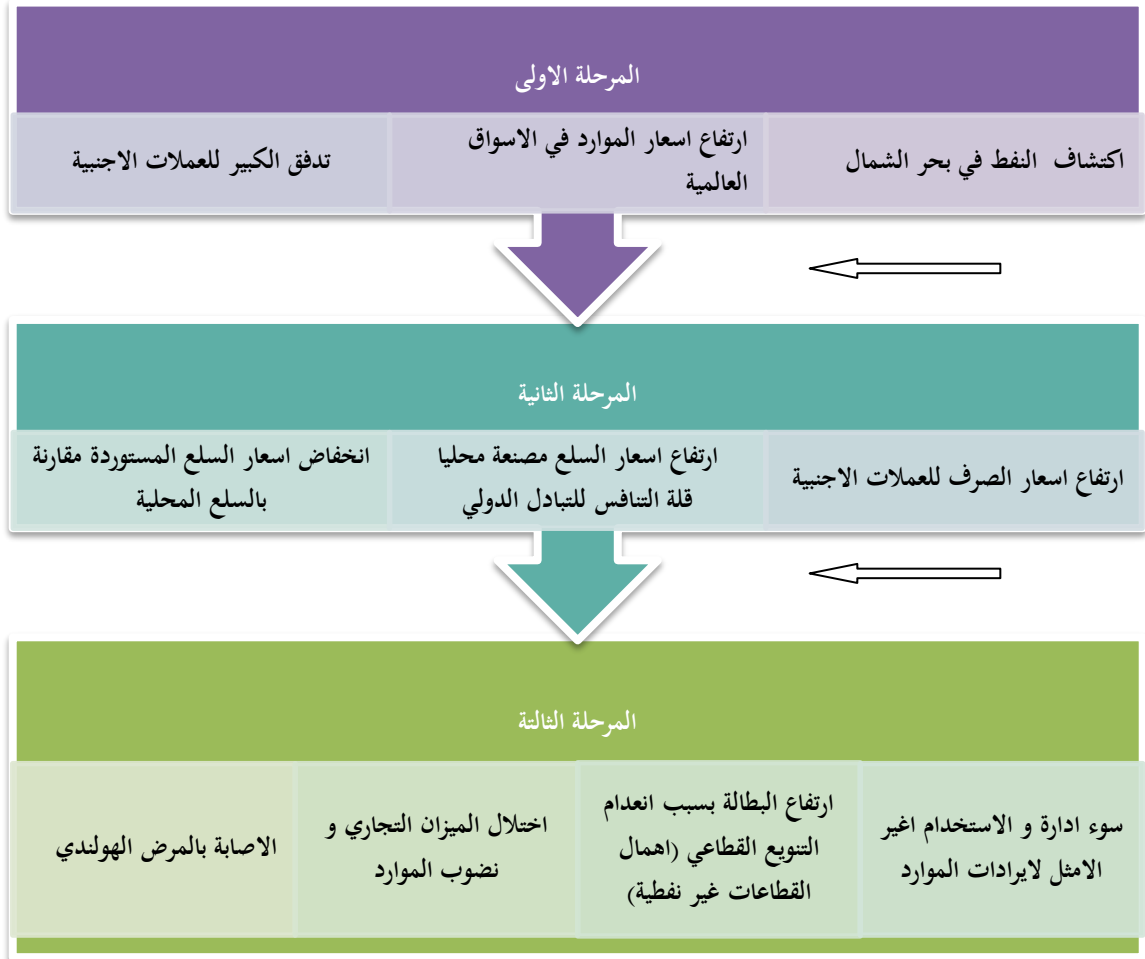 المرحلة الاولى
اكتشاف النفط في بحر الشمال
ارتفاع اسعار الموارد في الاسواق
العالمية
تدفق الكبير للعملات الاجنبية
المرحلة الثانية
ارتفاع اسعار الصرف للعملات الاجنبية
ارتفاع اسعار السلع مصنعة محليا
قلة التنافس للتبادل الدولي
انخفاض اسعار السلع المستوردة مقارنة
بالسلع المحلية
المرحلة الثالتة
سوء ادارة و الاستخدام اغير
الامثل لايرادات الموارد
ارتفاع البطالة بسبب انعدام
التنويع القطاعي (اهمال
القطاعات غير نفطية)
اختلال الميزان التجاري و
نضوب الموارد
الاصابة بالمرض الهولندي